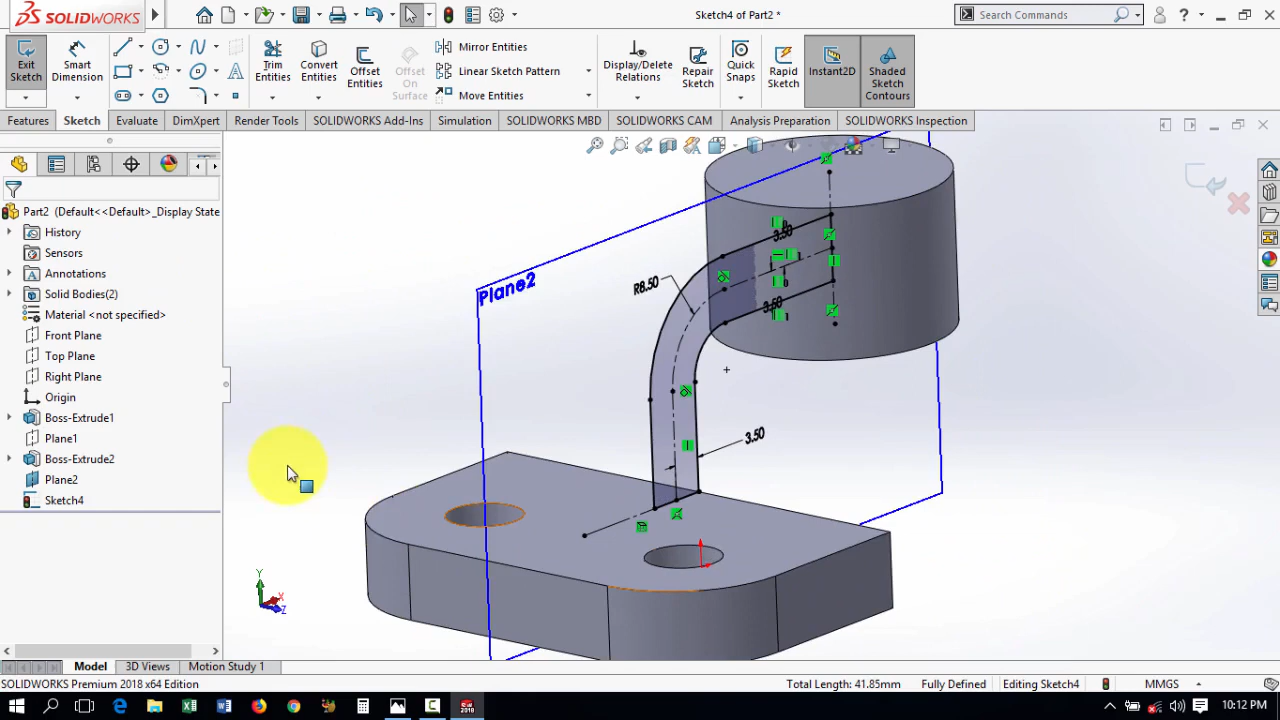 SOLIDWORKS
Sketch4 of Part2 *
Search Commands
Exit Sketch
Smart Dimension
Trim Entities
Convert Entities
Offset Entities
Offset On Surface
Mirror Entities
Linear Sketch Pattern
Move Entities
Display/Delete Relations
Repair Sketch
Quick Snaps
Rapid Sketch
Instant2D
Shaded Sketch Contours
Features
Sketch
Evaluate
DimXpert
Render Tools
SOLIDWORKS Add-Ins
Simulation
SOLIDWORKS MBD
SOLIDWORKS CAM
Analysis Preparation
SOLIDWORKS Inspection
Part2 (Default<<Default>_Display State
History
Sensors
Annotations
Solid Bodies(2)
Material <not specified>
Front Plane
Top Plane
Right Plane
Origin
Boss-Extrude1
Plane1
Boss-Extrude2
Plane2
Sketch4
Plane2
3.50
R8.50
3.50
3.50
Y
X
Z
Model
3D Views
Motion Study 1
SOLIDWORKS Premium 2018 x64 Edition
Total Length: 41.85mm
Fully Defined
Editing Sketch4
MMGS
10:12 PM